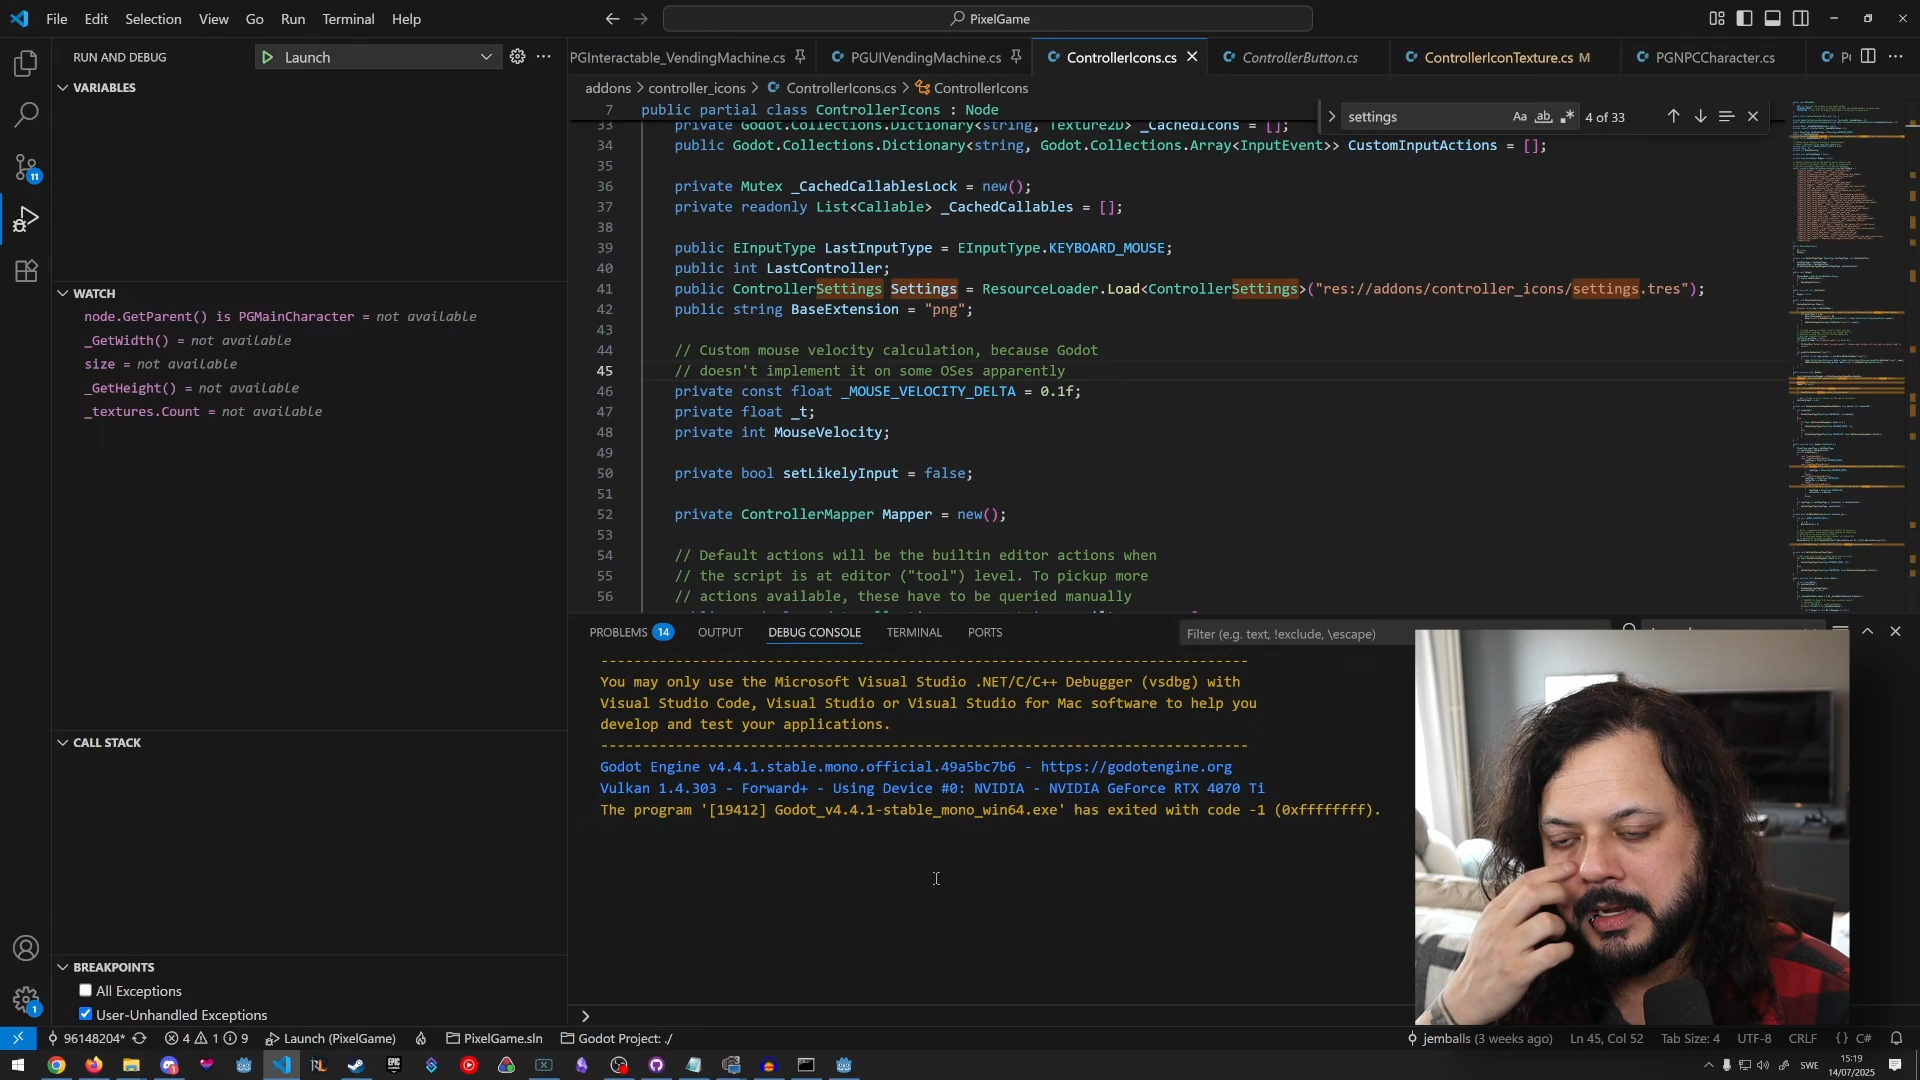 File Edit Selection View Go Run Terminal Help
PixelGame
RUN AND DEBUG
Launch
PGInteractable_VendingMachine.cs PGUIVendingMachine.cs ControllerIcons.cs ControllerButton.cs ControllerIconTexture.cs M PGNPCCharacter.cs
VARIABLES
WATCH
node.GetParent() is PGMainCharacter = not available
_GetWidth() = not available
size = not available
_GetHeight() = not available
_textures.Count = not available
CALL STACK
BREAKPOINTS
All Exceptions
User-Unhandled Exceptions
addons > controller_icons > ControllerIcons.cs > ControllerIcons
settings Aa ab 4 of 33
7 public partial class ControllerIcons : Node
33 private Godot.Collections.Dictionary<string, Texture2D> _CachedIcons = [];
34 public Godot.Collections.Dictionary<string, Godot.Collections.Array<InputEvent>> CustomInputActions = [];
35
36 private Mutex _CachedCallablesLock = new();
37 private readonly List<Callable> _CachedCallables = [];
38
39 public EInputType LastInputType = EInputType.KEYBOARD_MOUSE;
40 public int LastController;
41 public ControllerSettings Settings = ResourceLoader.Load<ControllerSettings>("res://addons/controller_icons/settings.tres");
42 public string BaseExtension = "png";
43
44 // Custom mouse velocity calculation, because Godot
45 // doesn't implement it on some OSes apparently
46 private const float _MOUSE_VELOCITY_DELTA = 0.1f;
47 private float _t;
48 private int MouseVelocity;
49
50 private bool setLikelyInput = false;
51
52 private ControllerMapper Mapper = new();
53
54 // Default actions will be the builtin editor actions when
55 // the script is at editor ("tool") level. To pickup more
56 // actions available, these have to be queried manually
PROBLEMS 14 OUTPUT DEBUG CONSOLE TERMINAL PORTS
Filter (e.g. text, !exclude, \escape)
------------------------------------------------------------------------------
You may only use the Microsoft Visual Studio .NET/C/C++ Debugger (vsdbg) with
Visual Studio Code, Visual Studio or Visual Studio for Mac software to help you
develop and test your applications.
------------------------------------------------------------------------------
Godot Engine v4.4.1.stable.mono.official.49a5bc7b6 - https://godotengine.org
Vulkan 1.4.303 - Forward+ - Using Device #0: NVIDIA - NVIDIA GeForce RTX 4070 Ti
The program '[19412] Godot_v4.4.1-stable_mono_win64.exe' has exited with code -1 (0xffffffff).
11
1
96148204* 4 1 9 Launch (PixelGame) PixelGame.sln Godot Project: ./
jemballs (3 weeks ago) Ln 45, Col 52 Tab Size: 4 UTF-8 CRLF {} C#
SWE
15:19
14/07/2025